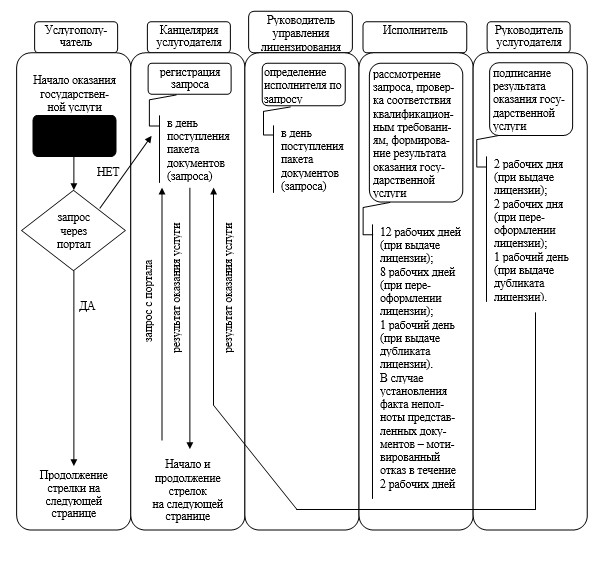 Услугополу-
чатель
Канцелярия
услугодателя
Руководитель
управления
лицензирования
Исполнитель
Руководитель
услугодателя
Начало оказания
государствен-
ной услуги
НЕТ
запрос
через
портал
ДА
Продолжение
стрелки на
следующей
странице
регистрация
запроса
в день
поступления
пакета
документов
(запроса)
запрос с портала
результат оказания услуги
результат оказания услуги
Начало и
продолжение
стрелок
на следующей
странице
определение
исполнителя по
запросу
в день
поступления
пакета
документов
(запроса)
рассмотрение
запроса, провер-
ка соответствия
квалификацион-
ным требовани-
ям, формирование
результата
оказания госу-
дарственной
услуги
12 рабочих дней
(при выдаче
лицензии);
8 рабочих дней
(при пере-
оформлении
лицензии);
1 рабочий день
(при выдаче
дубликата
лицензии).
В случае
установления
факта непол-
ноты представ-
ленных доку-
ментов – моти-
вированный
отказ в течение
2 рабочих дней
подписание
результата
оказания госу-
дарственной
услуги
2 рабочих дня
(при выдаче
лицензии);
2 рабочих дня
(при пере-
оформлении
лицензии);
1 рабочий день
(при выдаче
дубликата
лицензии).